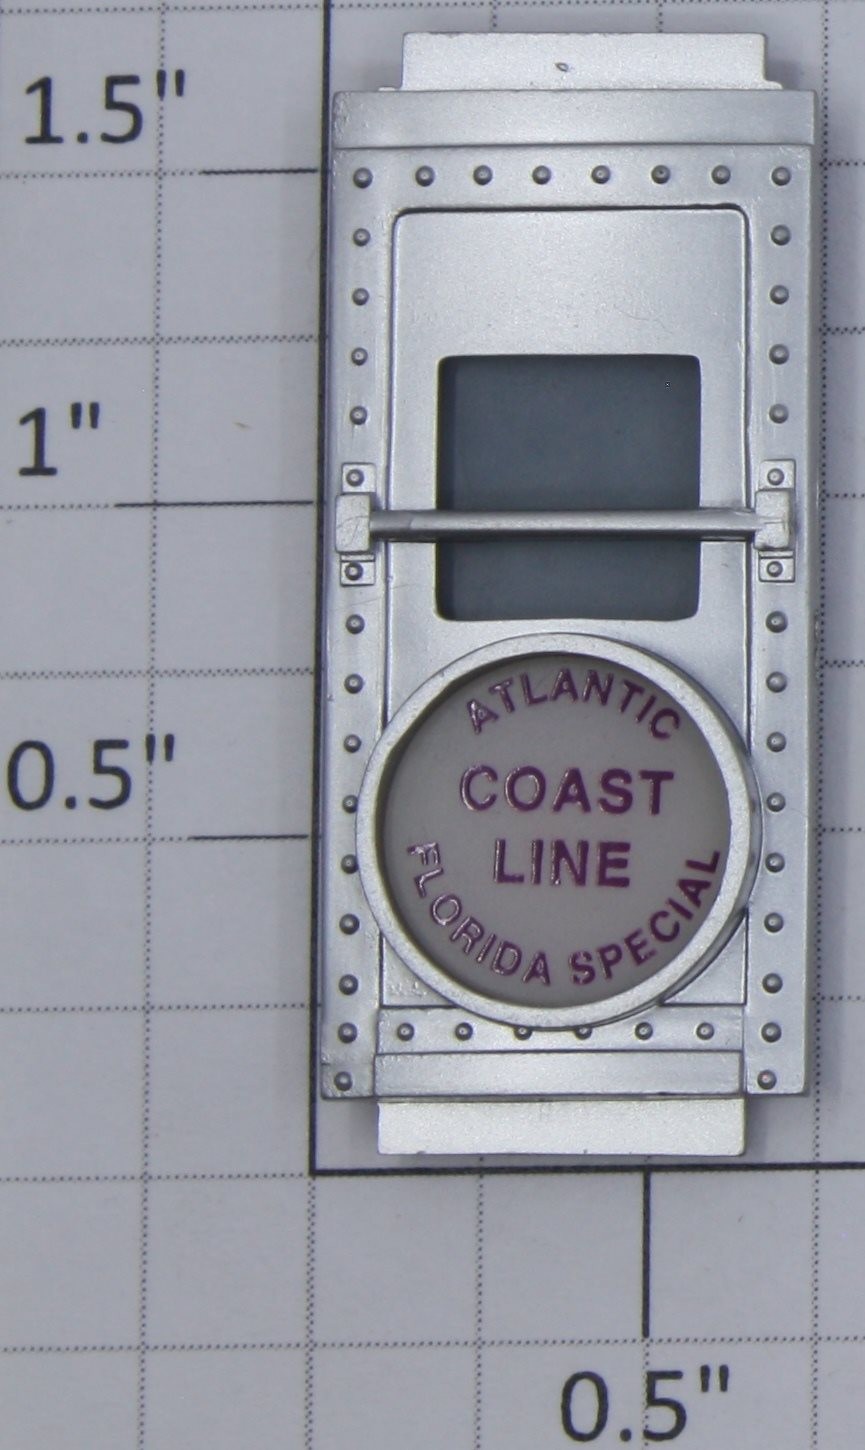 1.5"
1"
0.5"
ATLANTIC
COAST
LINE
FLORIDA SPECIAL
0.5"